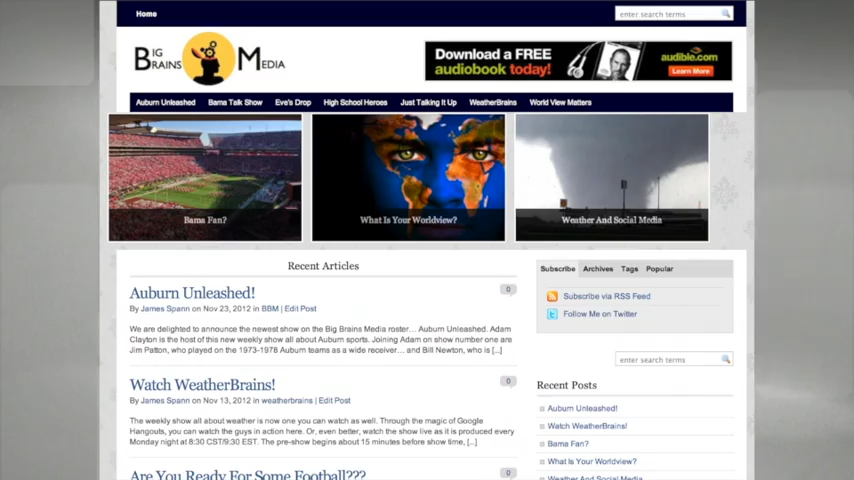 Home
enter search terms
BIG BRAINS MEDIA
Download a FREE
audiobook today!
audible.com
Learn More
Auburn Unleashed
Bama Talk Show
Eve's Drop
High School Heroes
Just Talking It Up
WeatherBrains
World View Matters
Bama Fan?
What Is Your Worldview?
Weather And Social Media
Recent Articles
Auburn Unleashed!
0
By James Spann on Nov 23, 2012 in BBM | Edit Post
We are delighted to announce the newest show on the Big Brains Media roster... Auburn Unleashed. Adam
Clayton is the host of this new weekly show all about Auburn sports. Joining Adam on show number one are
Jim Patton, who played on the 1973-1978 Auburn teams as a wide receiver... and Bill Newton, who is [...]
Watch WeatherBrains!
0
By James Spann on Nov 13, 2012 in weatherbrains | Edit Post
The weekly show all about weather is now one you can watch as well. Through the magic of Google
Hangouts, you can watch the guys in action here. Or, even better, watch the show live as it is produced every
Monday night at 8:30 CST/9:30 EST. The pre-show begins about 15 minutes before show time, [...]
Are You Ready For Some Football???
0
Subscribe
Archives
Tags
Popular
Subscribe via RSS Feed
Follow Me on Twitter
enter search terms
Recent Posts
Auburn Unleashed!
Watch WeatherBrains!
Bama Fan?
What Is Your Worldview?
Weather And Social Media